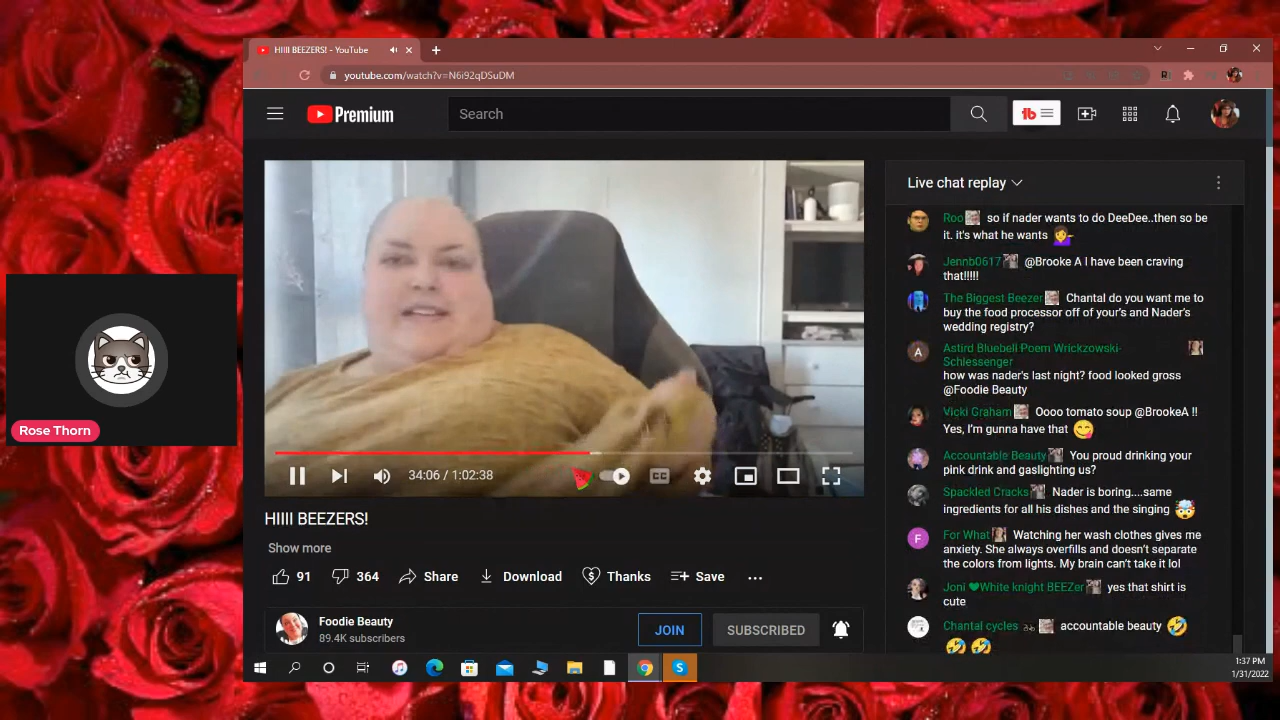 HIIII BEEZERS! - YouTube
youtube.com/watch?v=N6i92qDSuDM
Premium
Search
tb
Live chat replay
Roo so if nader wants to do DeeDee..then so be
it. it's what he wants
Jennb0617 @Brooke A I have been craving
that!!!!!
The Biggest Beezer Chantal do you want me to
buy the food processor off of your's and Nader's
wedding registry?
A
Astird Bluebell Poem Wrickzowski-
Schlessenger
how was nader's last night? food looked gross
@Foodie Beauty
Vicki Graham Oooo tomato soup @BrookeA !!
Yes, I'm gunna have that
Accountable Beauty You proud drinking your
pink drink and gaslighting us?
Spackled Cracks Nader is boring....same
ingredients for all his dishes and the singing
F
For What Watching her wash clothes gives me
anxiety. She always overfills and doesn't separate
the colors from lights. My brain can't take it lol
Joni White knight BEEZer yes that shirt is
cute
Chantal cycles accountable beauty
Rose Thorn
34:06 / 1:02:38
CC
HIIII BEEZERS!
Show more
91 364 Share Download Thanks Save
Foodie Beauty
89.4K subscribers
JOIN SUBSCRIBED
S
1:37 PM
1/31/2022